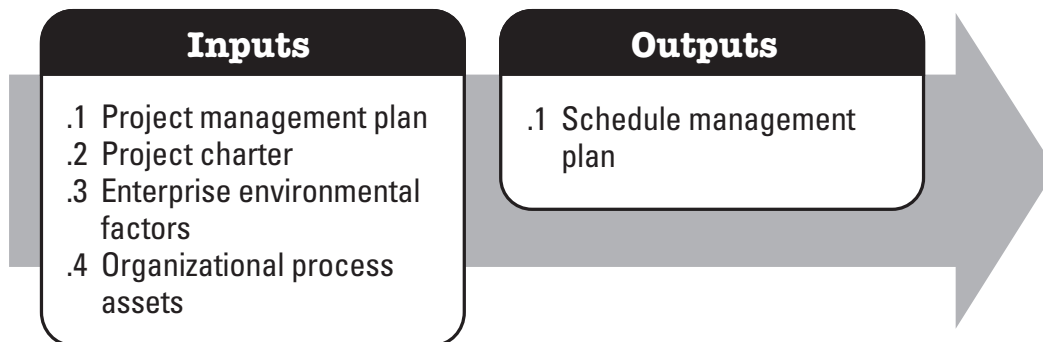 Inputs
.1 Project management plan
.2 Project charter
.3 Enterprise environmental
factors
.4 Organizational process
assets
Outputs
.1 Schedule management
plan